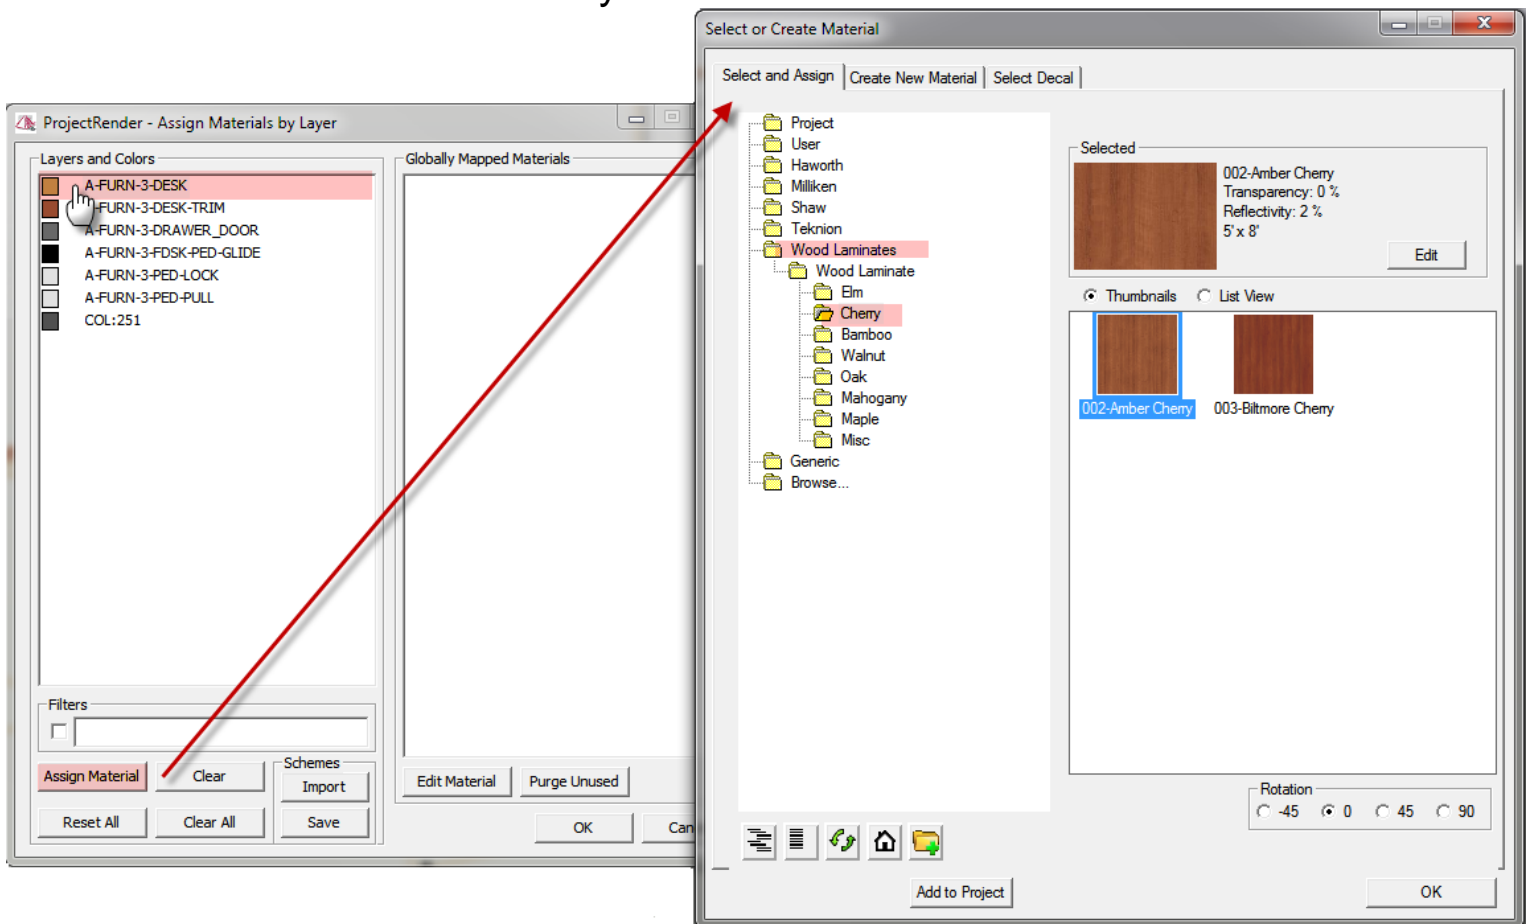 Select or Create Material
Select and Assign
Create New Material
Select Decal
ProjectRender - Assign Materials by Layer
Layers and Colors
A-FURN-3-DESK
-FURN-3-DESK-TRIM
A-FURN-3-DRAWER_DOOR
A-FURN-3-FDSK-PED-GLIDE
A-FURN-3-PED-LOCK
A-FURN-3-PED-PULL
COL:251
Filters
Assign Material
Clear
Reset All
Clear All
Schemes
Import
Save
Globally Mapped Materials
Edit Material
Purge Unused
OK
Can
Project
User
Haworth
Milliken
Shaw
Teknion
Wood Laminates
Wood Laminate
Elm
Cherry
Bamboo
Walnut
Oak
Mahogany
Maple
Misc
Generic
Browse...
Selected
002-Amber Cherry
Transparency: 0 %
Reflectivity: 2 %
5' x 8'
Edit
Thumbnails
List View
002-Amber Cherry
003-Biltmore Cherry
Rotation
-45
0
45
90
Add to Project
OK